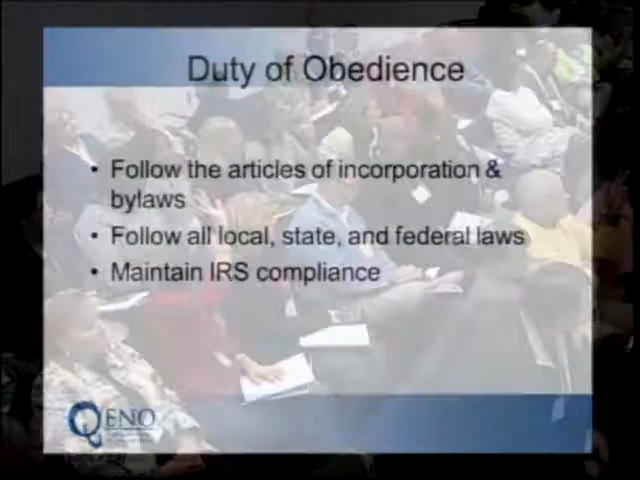 Duty of Obedience
• Follow the articles of incorporation &
bylaws
• Follow all local, state, and federal laws
• Maintain IRS compliance
ENO